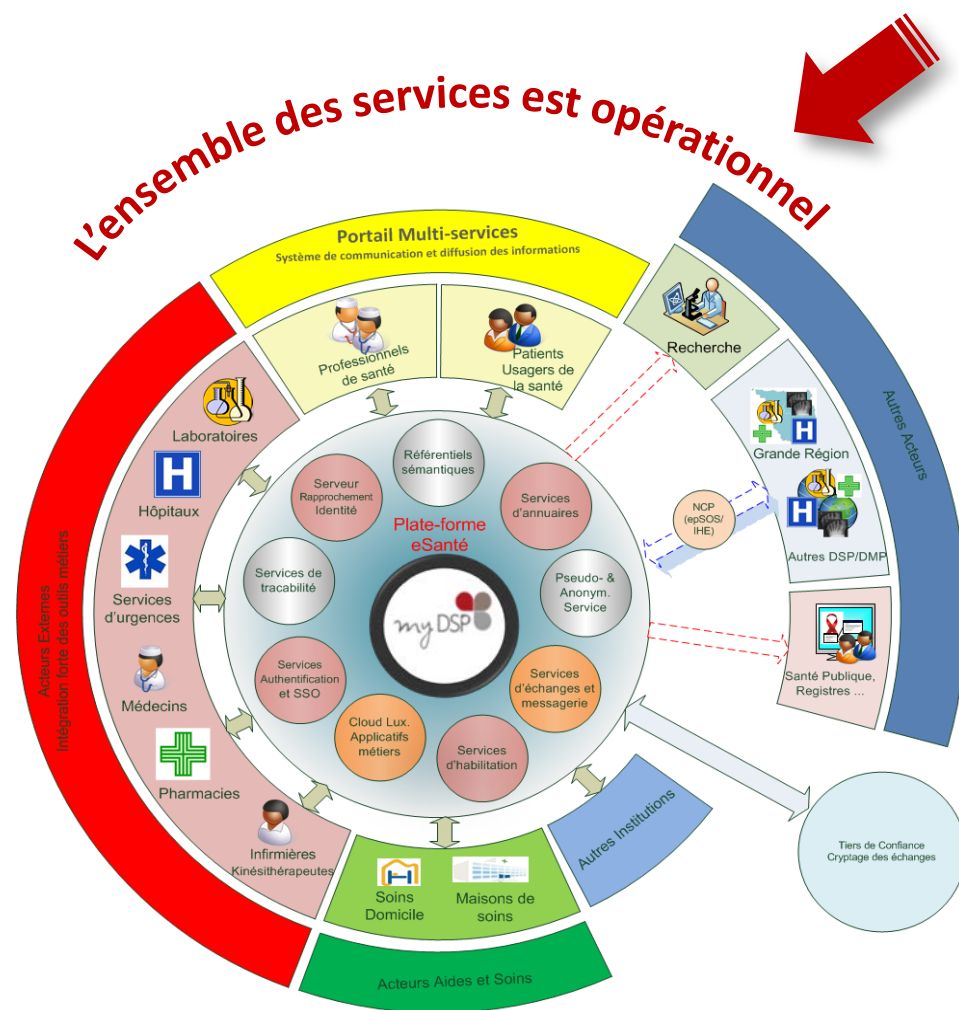 L'ensemble des services est opérationnel
Portail Multi-services
Système de communication et diffusion des informations
Professionnels
de santé
Patients
Usagers de
la santé
Recherche
Autres Acteurs
Grande Région
Autres DSP/DMP
Santé Publique,
Registres ...
NCP
(epSOS/
IHE)
Acteurs Externes
Intégration forte des outils métiers
Laboratoires
H
Hôpitaux
Services
d'urgences
Médecins
Pharmacies
Infirmières
Kinésithérapeutes
Référentiels
sémantiques
Serveur
Rapprochement
Identité
Services
d'annuaires
Plate-forme
eSanté
my DSP
Services de
tracabilité
Pseudo- &
Anonym.
Service
Services
Authentification
et SSO
Services
d'échanges et
messagerie
Cloud Lux.
Applicatifs
métiers
Services
d'habilitation
Autres Institutions
Tiers de Confiance
Cryptage des échanges
Soins
Domicile
Maisons de
soins
Acteurs Aides et Soins
H
H